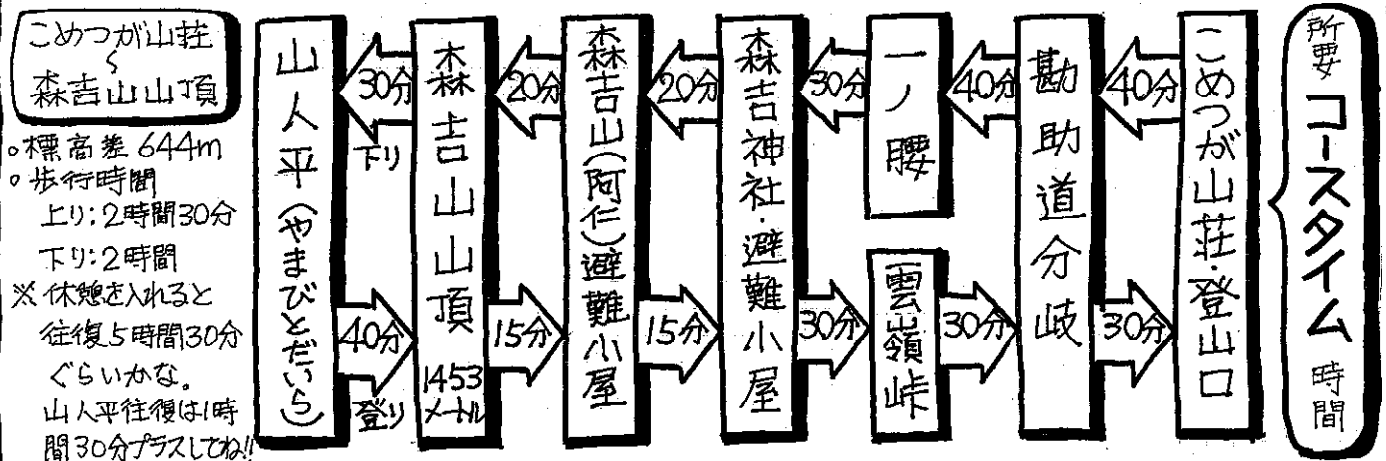 所要 コースタイム 時間
こめつが山荘・登山口
40分
30分
勘助道分岐
40分
30分
一ノ腰
雲嶺峠
30分
30分
森吉神社・避難小屋
20分
15分
森吉山(阿仁)避難小屋
20分
15分
森吉山山頂
1453
メートル
30分
下り
40分
登り
山人平(やまびとだいら)
こめつが山荘
〜
森吉山山頂
○標高差 644m
○歩行時間
上り:2時間30分
下り:2時間
※休憩を入れると
往復5時間30分
ぐらいかな。
山人平往復は1時
間30分プラスしてね!!